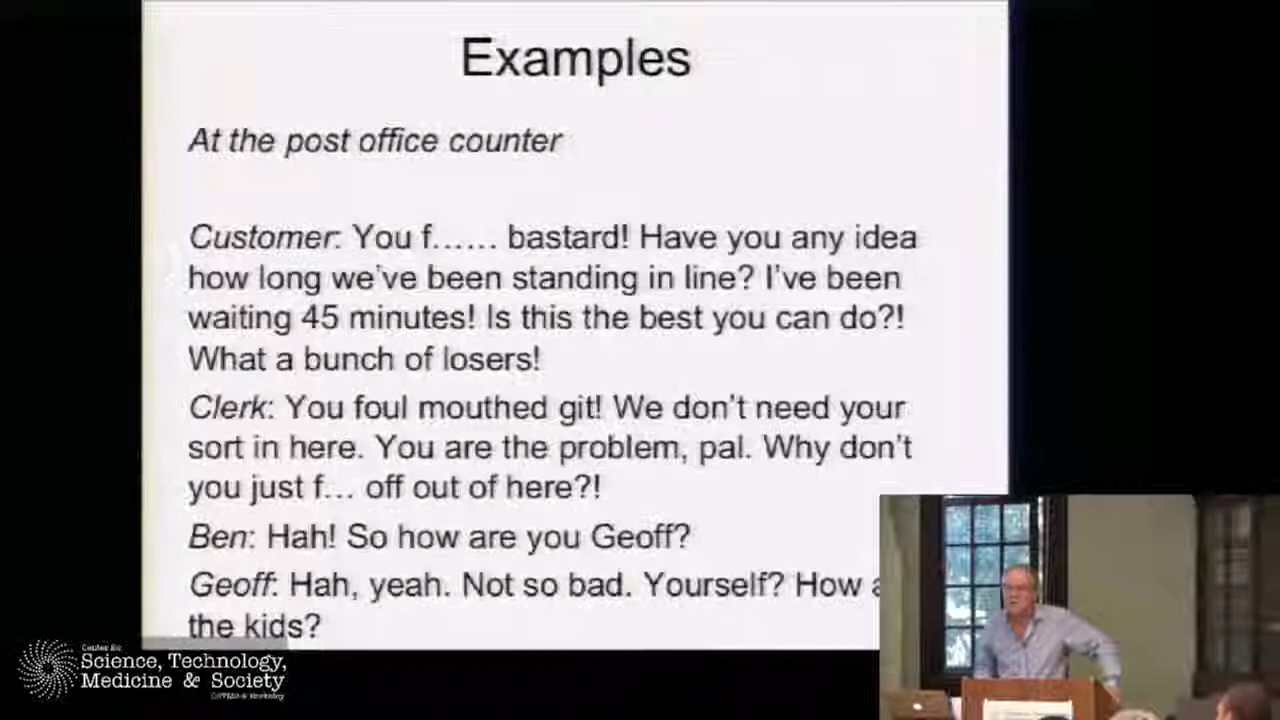 Examples
At the post office counter
Customer: You f…… bastard! Have you any idea
how long we've been standing in line? I've been
waiting 45 minutes! Is this the best you can do?!
What a bunch of losers!
Clerk: You foul mouthed git! We don't need your
sort in here. You are the problem, pal. Why don't
you just f… off out of here?!
Ben: Hah! So how are you Geoff?
Geoff: Hah, yeah. Not so bad. Yourself? How
the kids?
Center for
Science, Technology,
Medicine & Society